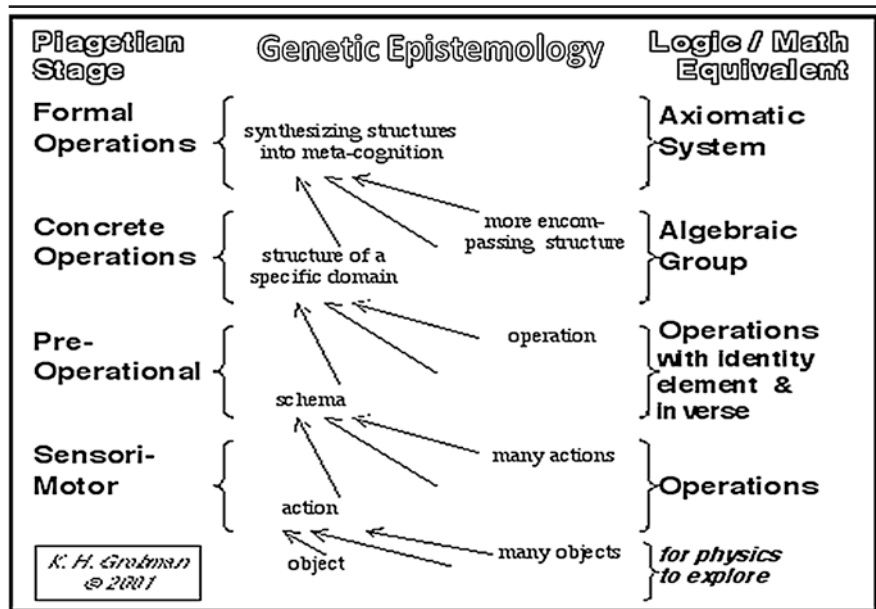 Piagetian
Stage
Genetic Epistemology
Logic / Math
Equivalent
Formal
Operations
synthesizing structures
into meta-cognition
Axiomatic
System
Concrete
Operations
more encom-
passing structure
structure of a
specific domain
Algebraic
Group
Pre-
Operational
operation
schema
Operations
with identity
element &
inverse
Sensori-
Motor
many actions
action
Operations
object
many objects
for physics
to explore
K. H. Grobman
© 2001